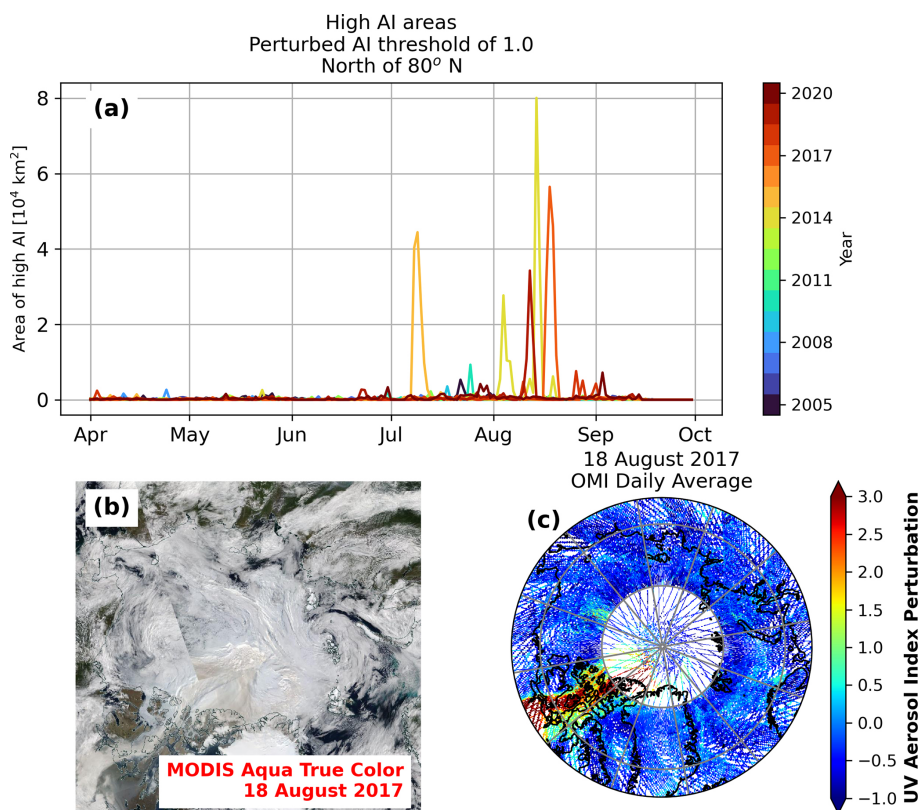 High AI areas
Perturbed AI threshold of 1.0
North of 80° N
(a)
Area of high AI [10⁴ km²]
8
6
4
2
0
Apr
May
Jun
Jul
Aug
Sep
Oct
2020
2017
2014
2011
2008
2005
Year
(b)
MODIS Aqua True Color
18 August 2017
18 August 2017
OMI Daily Average
(c)
3.0
2.5
2.0
1.5
1.0
0.5
0.0
−0.5
−1.0
UV Aerosol Index Perturbation